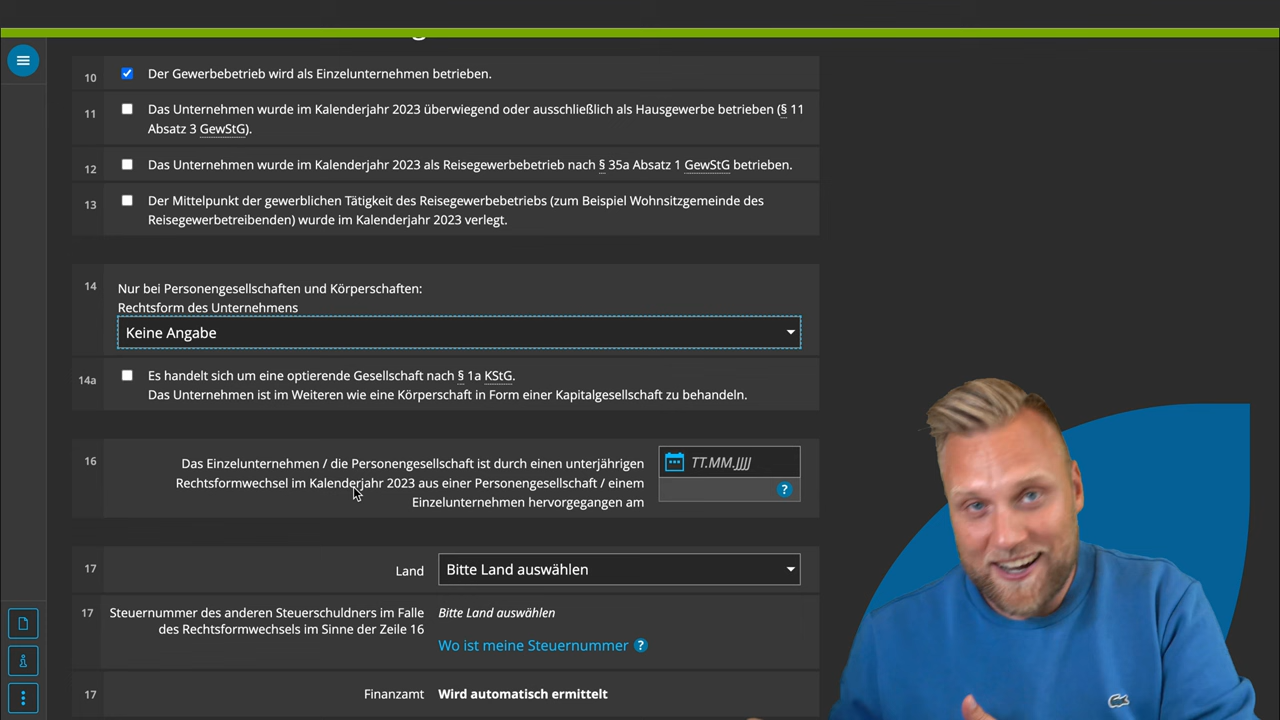 10
Der Gewerbebetrieb wird als Einzelunternehmen betrieben.
11
Das Unternehmen wurde im Kalenderjahr 2023 überwiegend oder ausschließlich als Hausgewerbe betrieben (§ 11
Absatz 3 GewStG).
12
Das Unternehmen wurde im Kalenderjahr 2023 als Reisegewerbebetrieb nach § 35a Absatz 1 GewStG betrieben.
13
Der Mittelpunkt der gewerblichen Tätigkeit des Reisegewerbebetriebs (zum Beispiel Wohnsitzgemeinde des
Reisegewerbetreibenden) wurde im Kalenderjahr 2023 verlegt.
14
Nur bei Personengesellschaften und Körperschaften:
Rechtsform des Unternehmens
Keine Angabe
14a
Es handelt sich um eine optierende Gesellschaft nach § 1a KStG.
Das Unternehmen ist im Weiteren wie eine Körperschaft in Form einer Kapitalgesellschaft zu behandeln.
16
Das Einzelunternehmen / die Personengesellschaft ist durch einen unterjährigen
Rechtsformwechsel im Kalenderjahr 2023 aus einer Personengesellschaft / einem
Einzelunternehmen hervorgegangen am
TT.MM.JJJJ
?
17
Land
Bitte Land auswählen
17
Steuernummer des anderen Steuerschuldners im Falle
des Rechtsformwechsels im Sinne der Zeile 16
Bitte Land auswählen
Wo ist meine Steuernummer ?
17
Finanzamt
Wird automatisch ermittelt